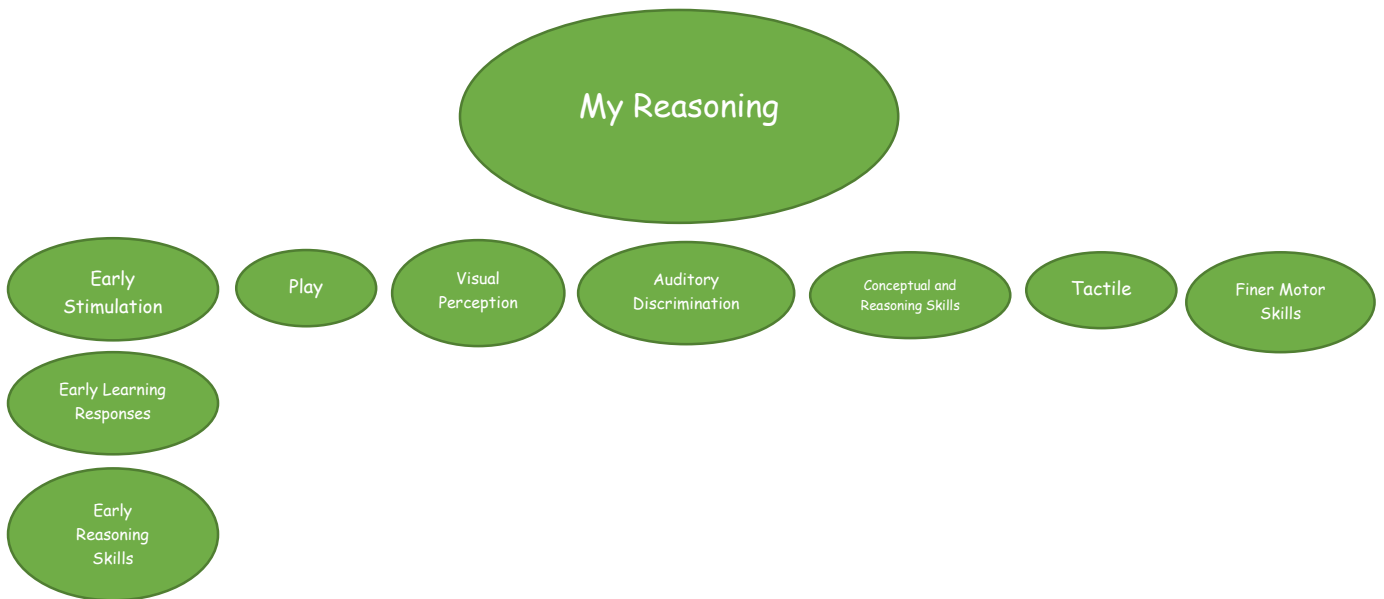 My Reasoning
Early
Stimulation
Play
Visual
Perception
Auditory
Discrimination
Conceptual and
Reasoning Skills
Tactile
Finer Motor
Skills
Early Learning
Responses
Early
Reasoning
Skills